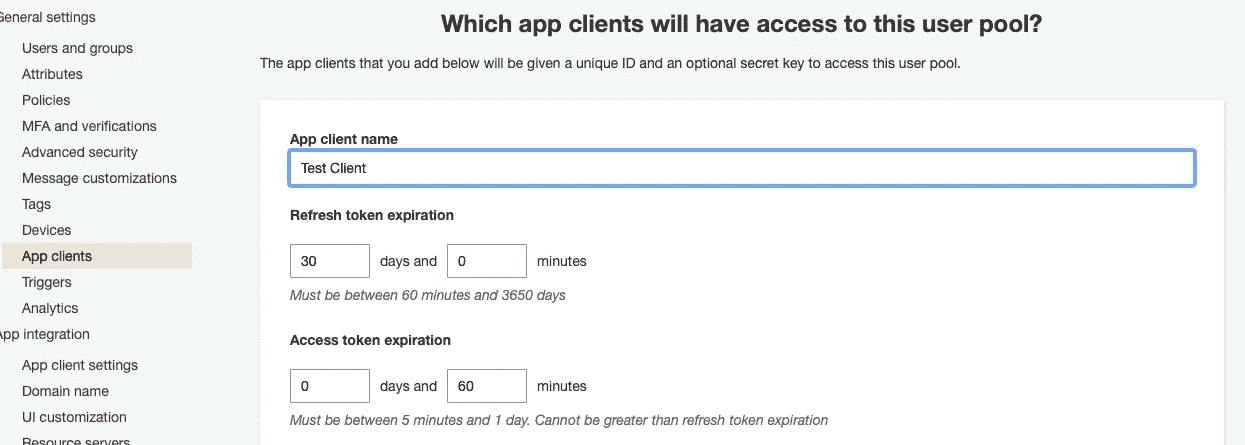 General settings
Users and groups
Attributes
Policies
MFA and verifications
Advanced security
Message customizations
Tags
Devices
App clients
Triggers
Analytics
App integration
App client settings
Domain name
UI customization
Resource servers
Which app clients will have access to this user pool?
The app clients that you add below will be given a unique ID and an optional secret key to access this user pool.
App client name
Test Client
Refresh token expiration
30 days and 0 minutes
Must be between 60 minutes and 3650 days
Access token expiration
0 days and 60 minutes
Must be between 5 minutes and 1 day. Cannot be greater than refresh token expiration